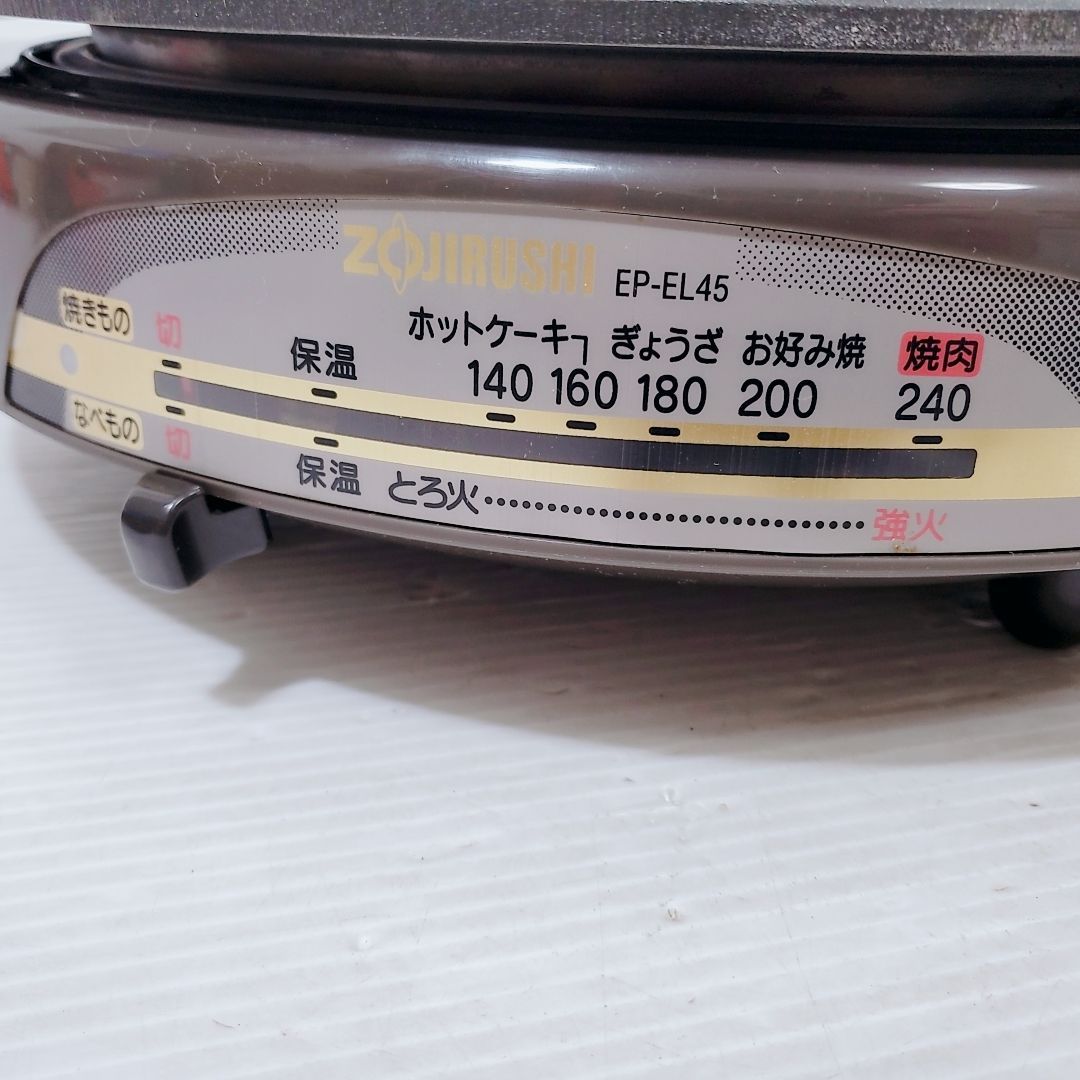 ZOJIRUSHI EP-EL45
焼きもの 切 保温 ホットケーキ ぎょうざ お好み焼 焼肉
140 160 180 200 240
なべもの 切 保温 とろ火 強火